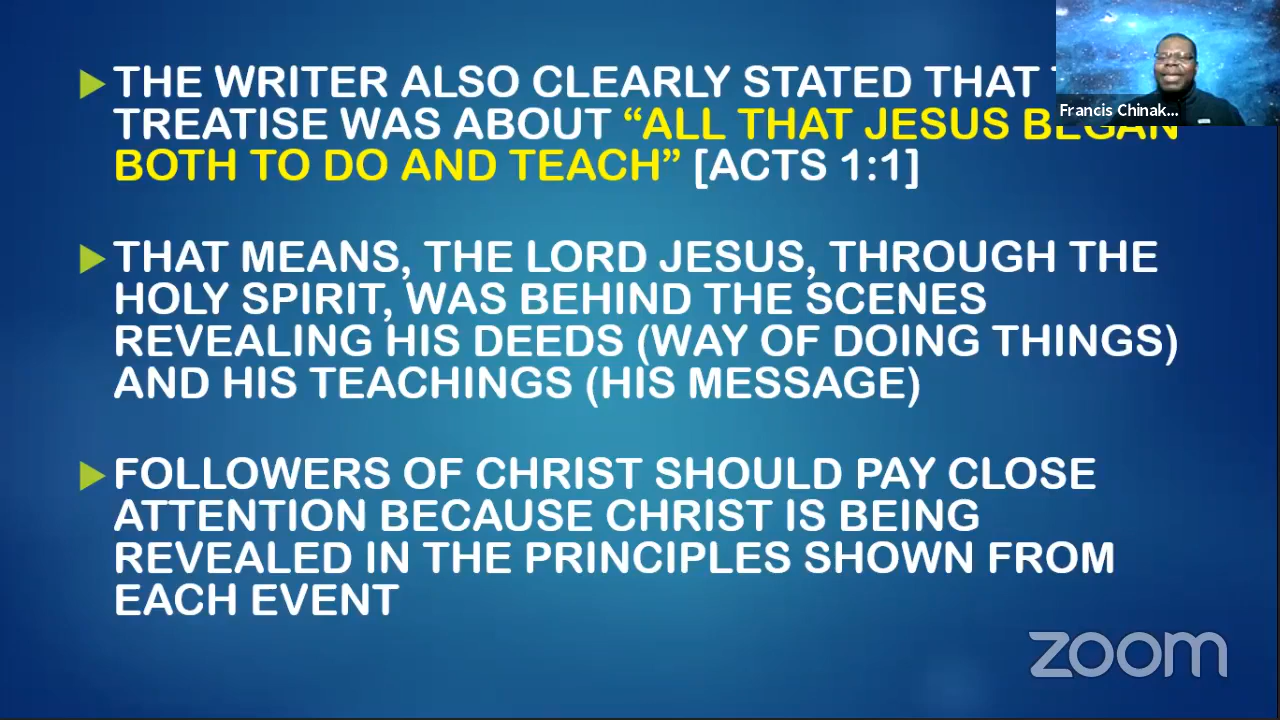 THE WRITER ALSO CLEARLY STATED THAT
TREATISE WAS ABOUT “ALL THAT JESUS BEGAN
BOTH TO DO AND TEACH” [ACTS 1:1]
THAT MEANS, THE LORD JESUS, THROUGH THE
HOLY SPIRIT, WAS BEHIND THE SCENES
REVEALING HIS DEEDS (WAY OF DOING THINGS)
AND HIS TEACHINGS (HIS MESSAGE)
FOLLOWERS OF CHRIST SHOULD PAY CLOSE
ATTENTION BECAUSE CHRIST IS BEING
REVEALED IN THE PRINCIPLES SHOWN FROM
EACH EVENT
Francis Chinak...
zoom